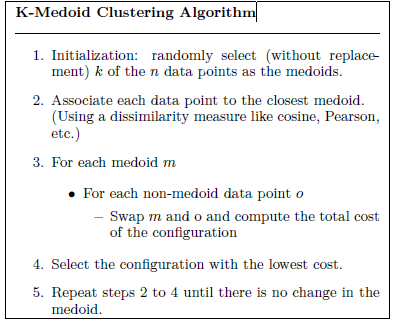 K-Medoid Clustering Algorithm
1. Initialization: randomly select (without replace-
ment) k of the n data points as the medoids.
2. Associate each data point to the closest medoid.
(Using a dissimilarity measure like cosine, Pearson,
etc.)
3. For each medoid m
• For each non-medoid data point o
– Swap m and o and compute the total cost
of the configuration
4. Select the configuration with the lowest cost.
5. Repeat steps 2 to 4 until there is no change in the
medoid.